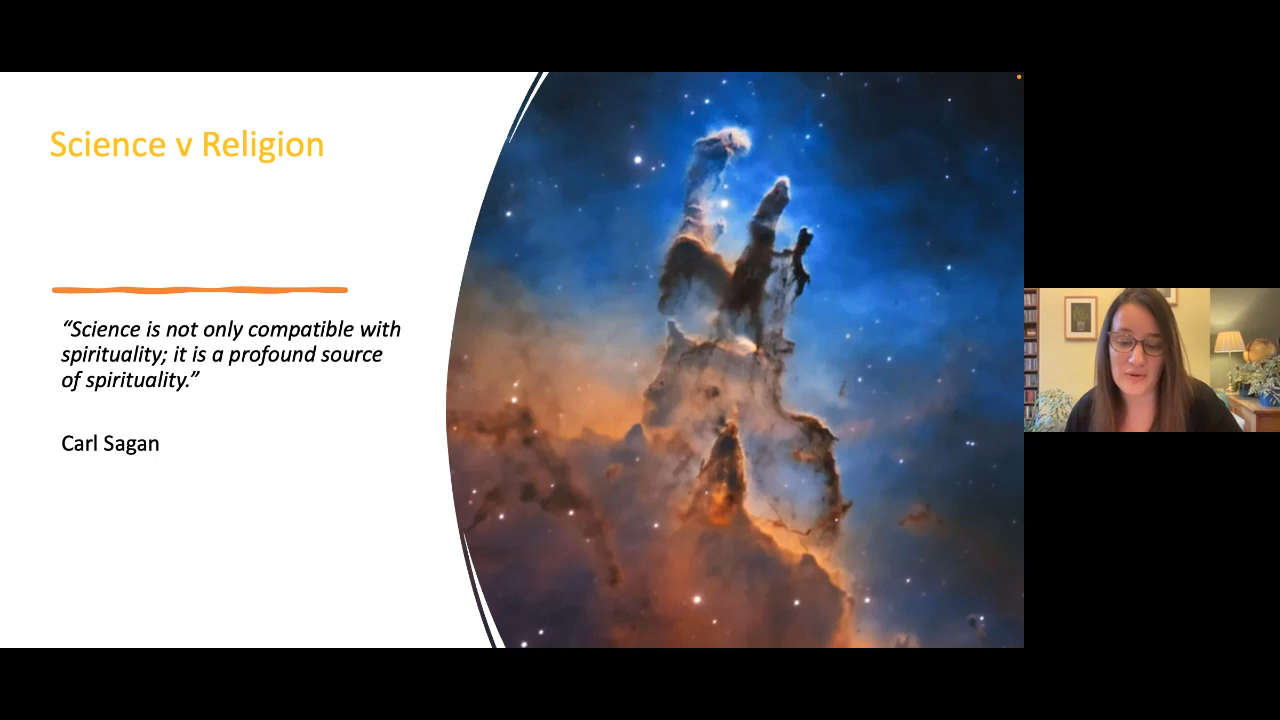 Science v Religion
“Science is not only compatible with
spirituality; it is a profound source
of spirituality.”
Carl Sagan